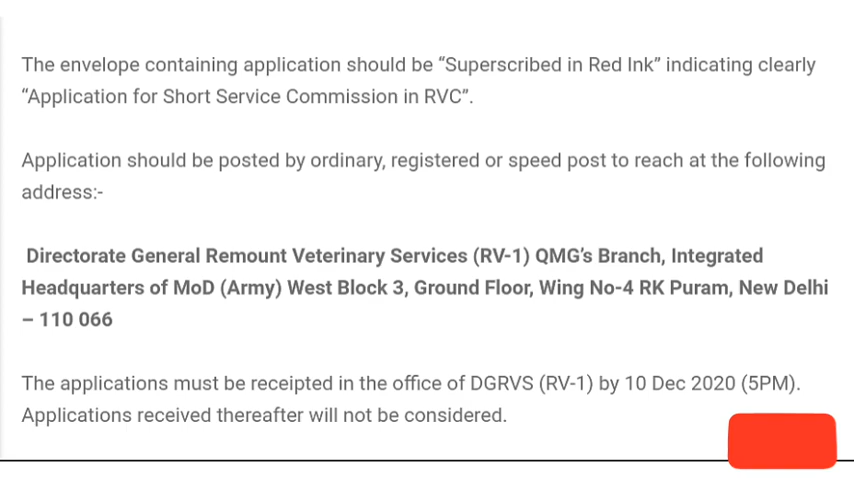 The envelope containing application should be “Superscribed in Red Ink” indicating clearly
“Application for Short Service Commission in RVC”.
Application should be posted by ordinary, registered or speed post to reach at the following
address:-
Directorate General Remount Veterinary Services (RV-1) QMG’s Branch, Integrated
Headquarters of MoD (Army) West Block 3, Ground Floor, Wing No-4 RK Puram, New Delhi
– 110 066
The applications must be receipted in the office of DGRVS (RV-1) by 10 Dec 2020 (5PM).
Applications received thereafter will not be considered.